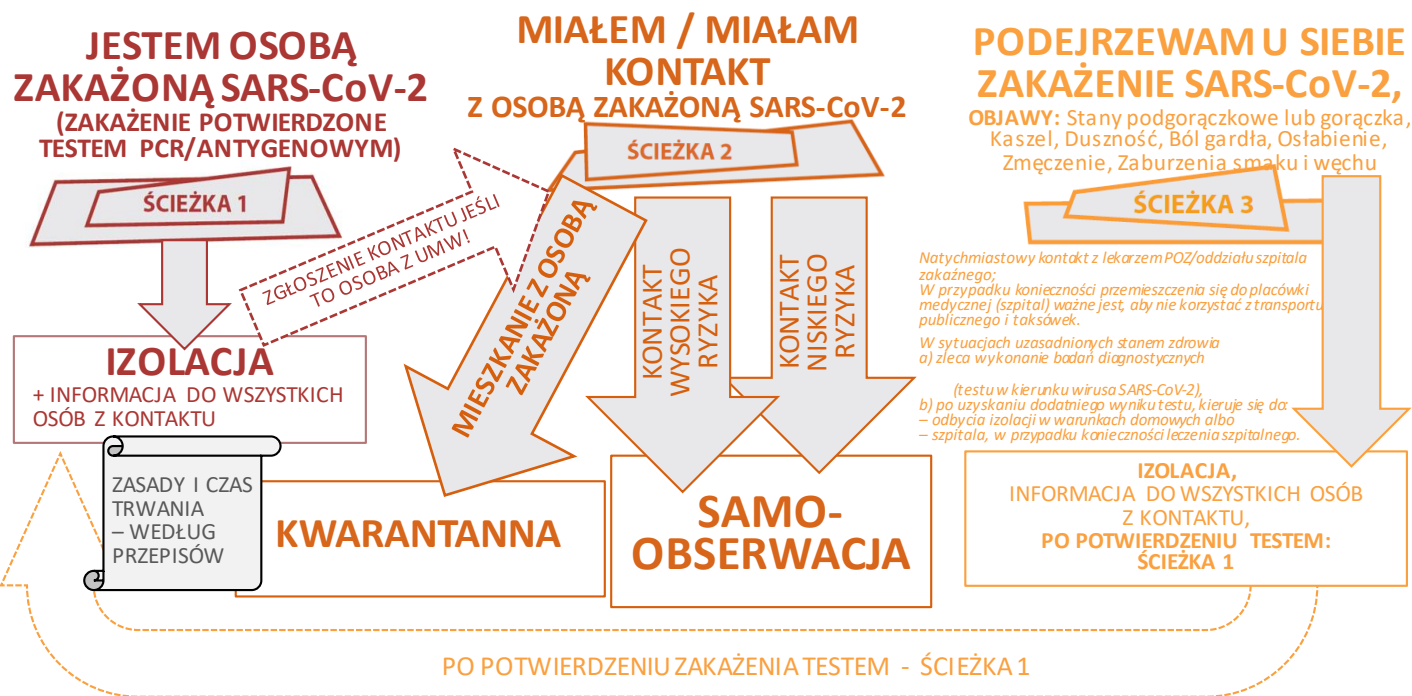 JESTEM OSOBĄ
ZAKAŻONĄ SARS-CoV-2
(ZAKAŻENIE POTWIERDZONE
TESTEM PCR/ANTYGENOWYM)
ŚCIEŻKA 1
IZOLACJA
+ INFORMACJA DO WSZYSTKICH
OSÓB Z KONTAKTU
ZASADY I CZAS
TRWANIA
– WEDŁUG
PRZEPISÓW
ZGŁOSZENIE KONTAKTU JEŚLI
TO OSOBA Z UMW!
MIAŁEM / MIAŁAM
KONTAKT
Z OSOBĄ ZAKAŻONĄ SARS-CoV-2
ŚCIEŻKA 2
MIESZKANIE Z OSOBĄ
ZAKAŻONĄ
KONTAKT
WYSOKIEGO
RYZYKA
KONTAKT
NISKIEGO
RYZYKA
KWARANTANNA
SAMO-
OBSERWACJA
PODEJRZEWAM U SIEBIE
ZAKAŻENIE SARS-CoV-2,
OBJAWY: Stany podgorączkowe lub gorączka,
Kaszel, Duszność, Ból gardła, Osłabienie,
Zmęczenie, Zaburzenia smaku i węchu
ŚCIEŻKA 3
Natychmiastowy kontakt z lekarzem POZ/oddziału szpitala
zakaźnego;
W przypadku konieczności przemieszczenia się do placówki
medycznej (szpital) ważne jest, aby nie korzystać z transportu
publicznego i taksówek.
W sytuacjach uzasadnionych stanem zdrowia
a) zleca wykonanie badań diagnostycznych
(testu w kierunku wirusa SARS-CoV-2),
b) po uzyskaniu dodatniego wyniku testu, kieruje się do:
– odbycia izolacji w warunkach domowych albo
– szpitala, w przypadku konieczności leczenia szpitalnego.
IZOLACJA,
INFORMACJA DO WSZYSTKICH OSÓB
Z KONTAKTU,
PO POTWIERDZENIU TESTEM:
ŚCIEŻKA 1
PO POTWIERDZENIU ZAKAŻENIA TESTEM - ŚCIEŻKA 1